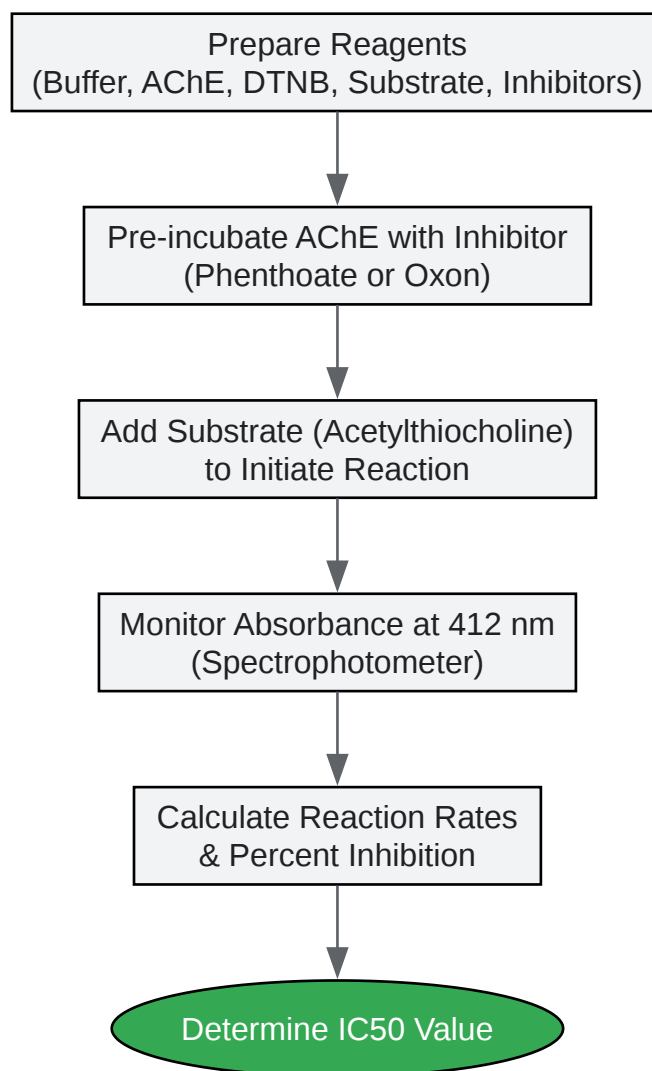 Prepare Reagents
(Buffer, AChE, DTNB, Substrate, Inhibitors)
Pre-incubate AChE with Inhibitor
(Phenthoate or Oxon)
Add Substrate (Acetylthiocholine)
to Initiate Reaction
Monitor Absorbance at 412 nm
(Spectrophotometer)
Calculate Reaction Rates
& Percent Inhibition
Determine IC50 Value